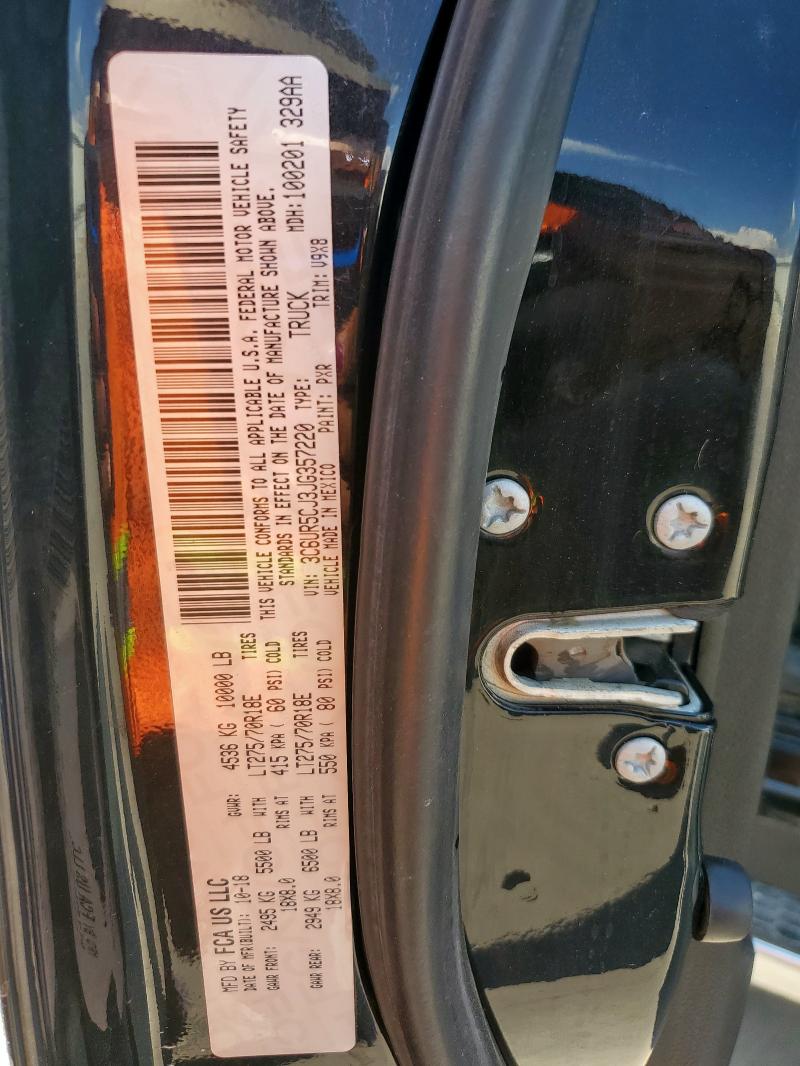 MFD BY FCA US LLC
DATE OF MFR(BUILT): 10-18 GVWR: 4536 KG 10000 LB
GAWR FRONT: 2495 KG 5500 LB WITH LT275/70R18E TIRES
18X8.0 RIMS AT 415 KPA ( 60 PSI) COLD
GAWR REAR: 2949 KG 6500 LB WITH LT275/70R18E TIRES
18X8.0 RIMS AT 550 KPA ( 80 PSI) COLD
THIS VEHICLE CONFORMS TO ALL APPLICABLE U.S.A. FEDERAL MOTOR VEHICLE SAFETY
STANDARDS IN EFFECT ON THE DATE OF MANUFACTURE SHOWN ABOVE.
VIN: 3C6UR5CJ3JG357220 TYPE: TRUCK MDH:100201 329AA
VEHICLE MADE IN MEXICO PAINT: PXR TRIM: V9X8